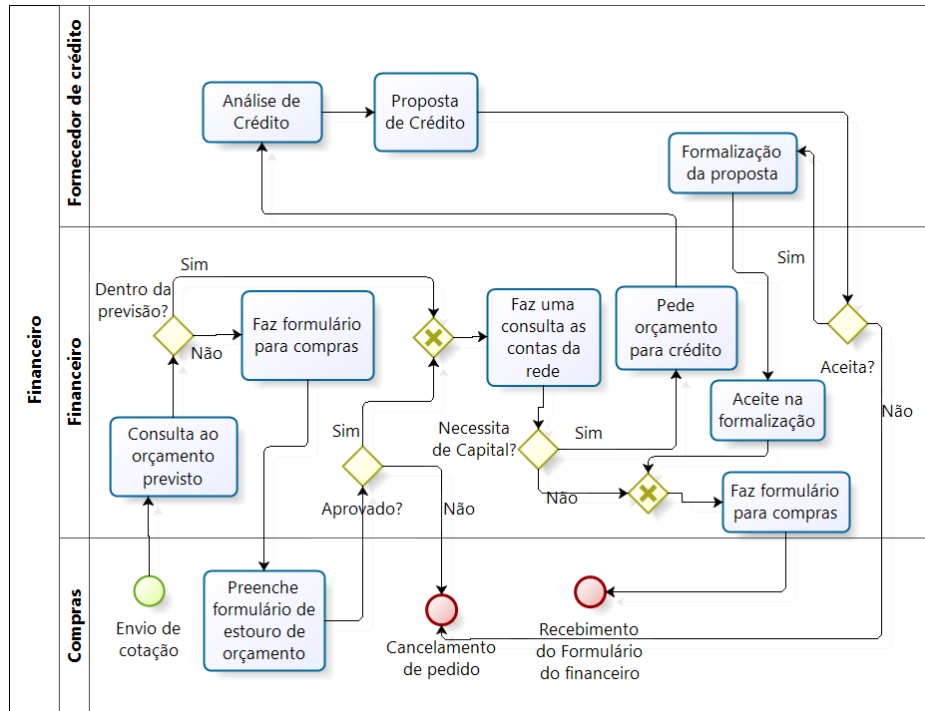 Financeiro
Fornecedor de crédito
Análise de
Crédito
Proposta
de Crédito
Formalização
da proposta
Financeiro
Sim
Dentro da
previsão?
Não
Faz formulário
para compras
Faz uma
consulta as
contas da
rede
Pede
orçamento
para crédito
Sim
Aceita?
Não
Consulta ao
orçamento
previsto
Sim
Aprovado?
Não
Necessita
de Capital?
Sim
Não
Aceite na
formalização
Faz formulário
para compras
Compras
Envio de
cotação
Preenche
formulário de
estouro de
orçamento
Cancelamento
de pedido
Recebimento
do Formulário
do financeiro